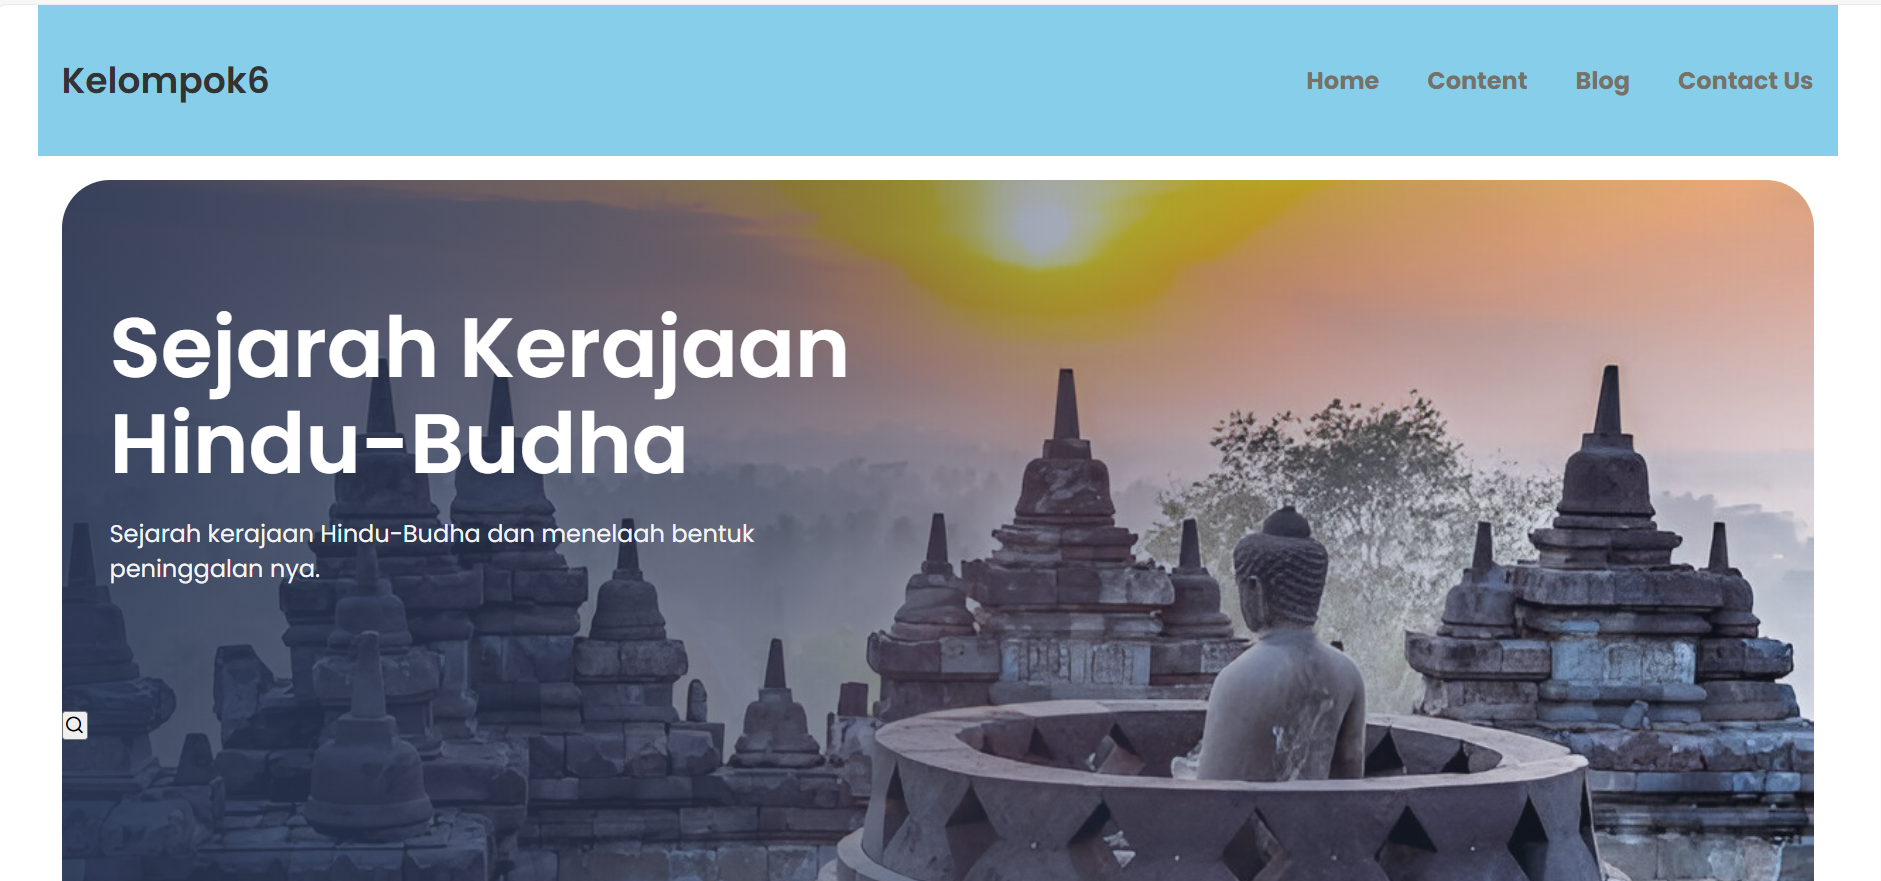 Kelompok6
Home Content Blog Contact Us
Sejarah Kerajaan
Hindu-Budha
Sejarah kerajaan Hindu-Budha dan menelaah bentuk
peninggalan nya.